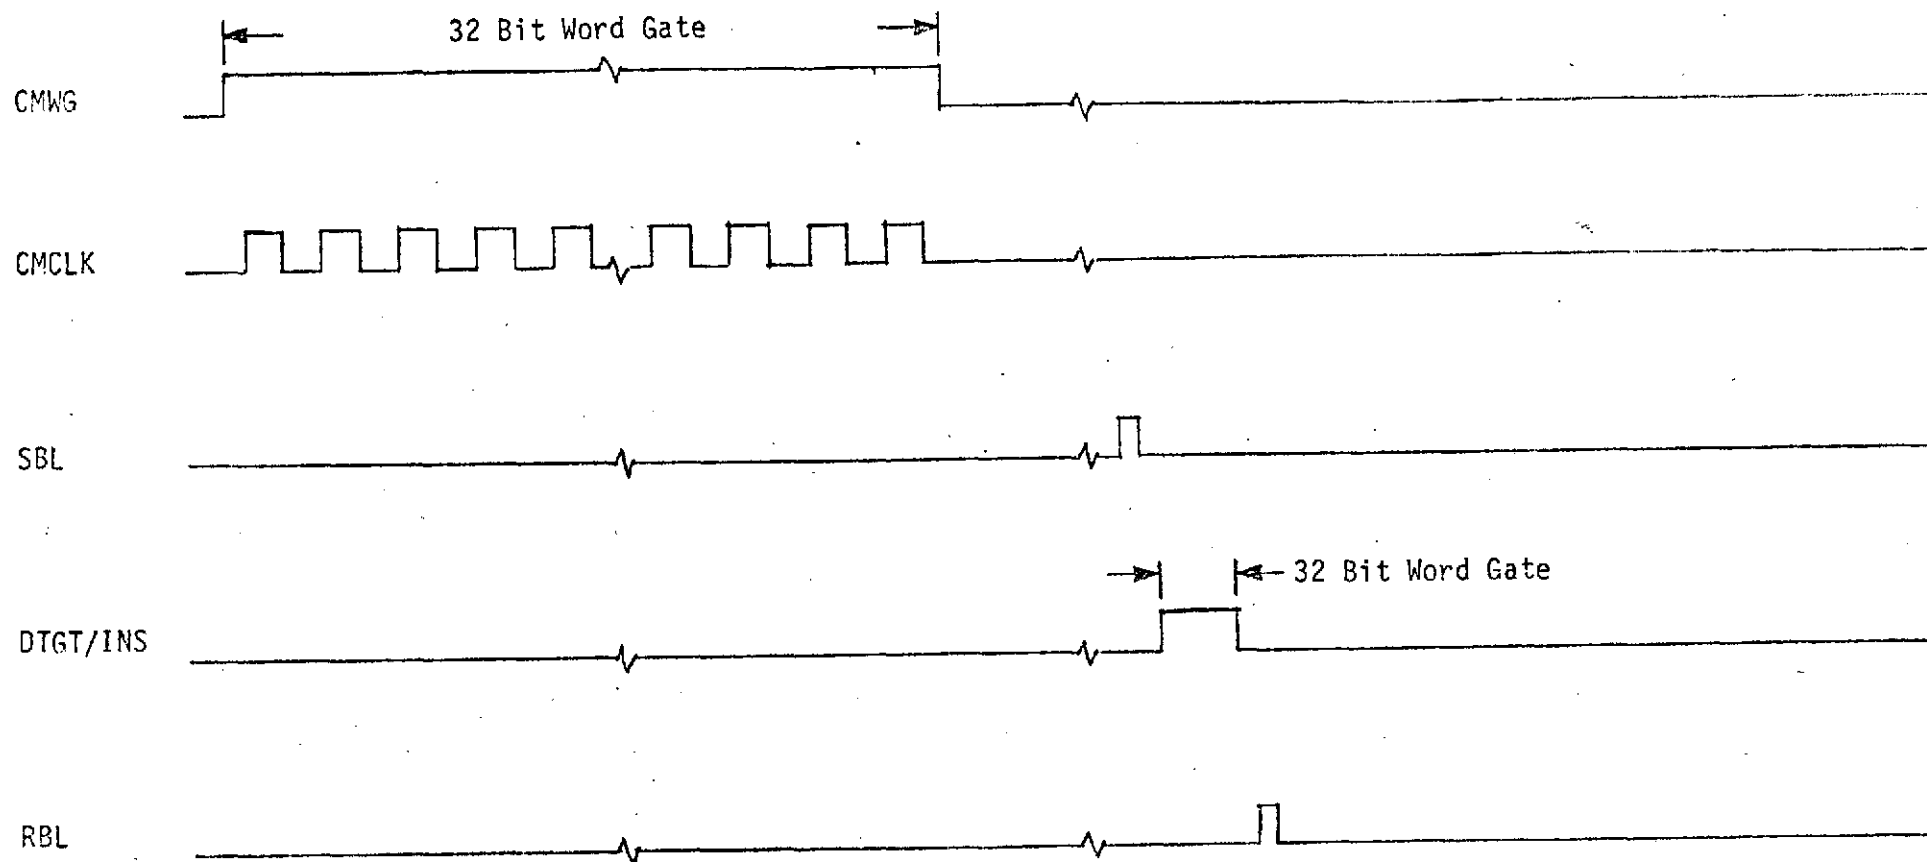 32 Bit Word Gate
CMWG
CMCLK
SBL
32 Bit Word Gate
DTGT/INS
RBL